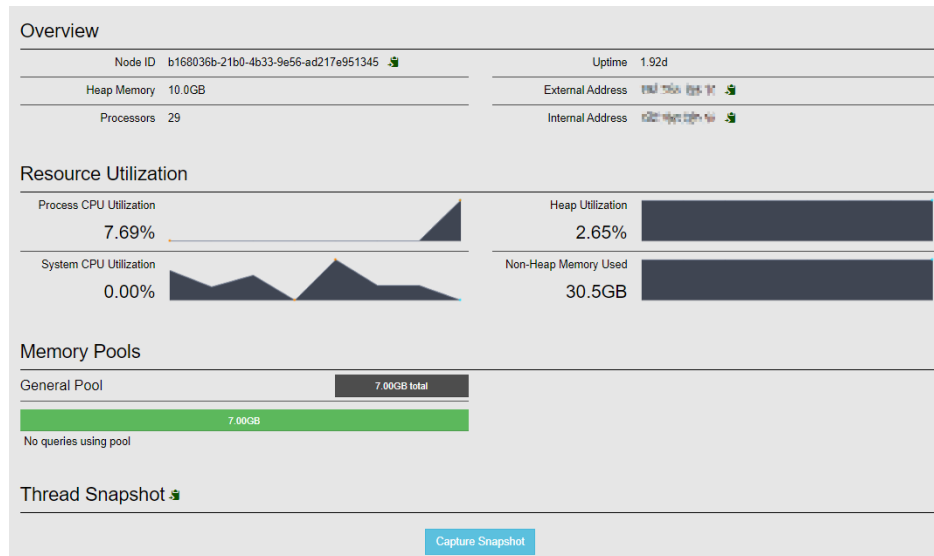 Overview
Node ID b168036b-21b0-4b33-9e56-ad217e951345
Uptime 1.92d
Heap Memory 10.0GB
External Address
Processors 29
Internal Address
Resource Utilization
Process CPU Utilization
7.69%
Heap Utilization
2.65%
System CPU Utilization
0.00%
Non-Heap Memory Used
30.5GB
Memory Pools
General Pool
7.00GB total
7.00GB
No queries using pool
Thread Snapshot
Capture Snapshot